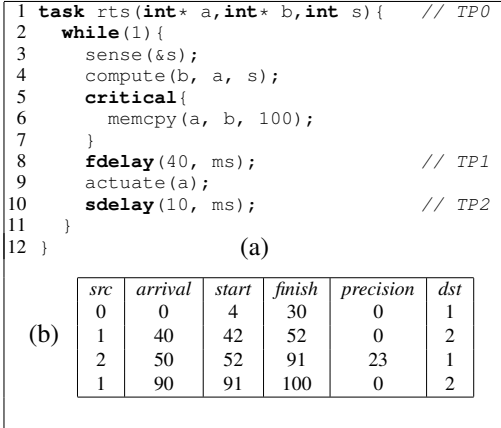 1 task rts(int* a,int* b,int s){ // TP0
2 while(1){
3 sense(&s);
4 compute(b, a, s);
5 critical{
6 memcpy(a, b, 100);
7 }
8 fdelay(40, ms); // TP1
9 actuate(a);
10 sdelay(10, ms); // TP2
11 }
12 }
(a)
(b)
src arrival start finish precision dst
0 0 4 30 0 1
1 40 42 52 0 2
2 50 52 91 23 1
1 90 91 100 0 2